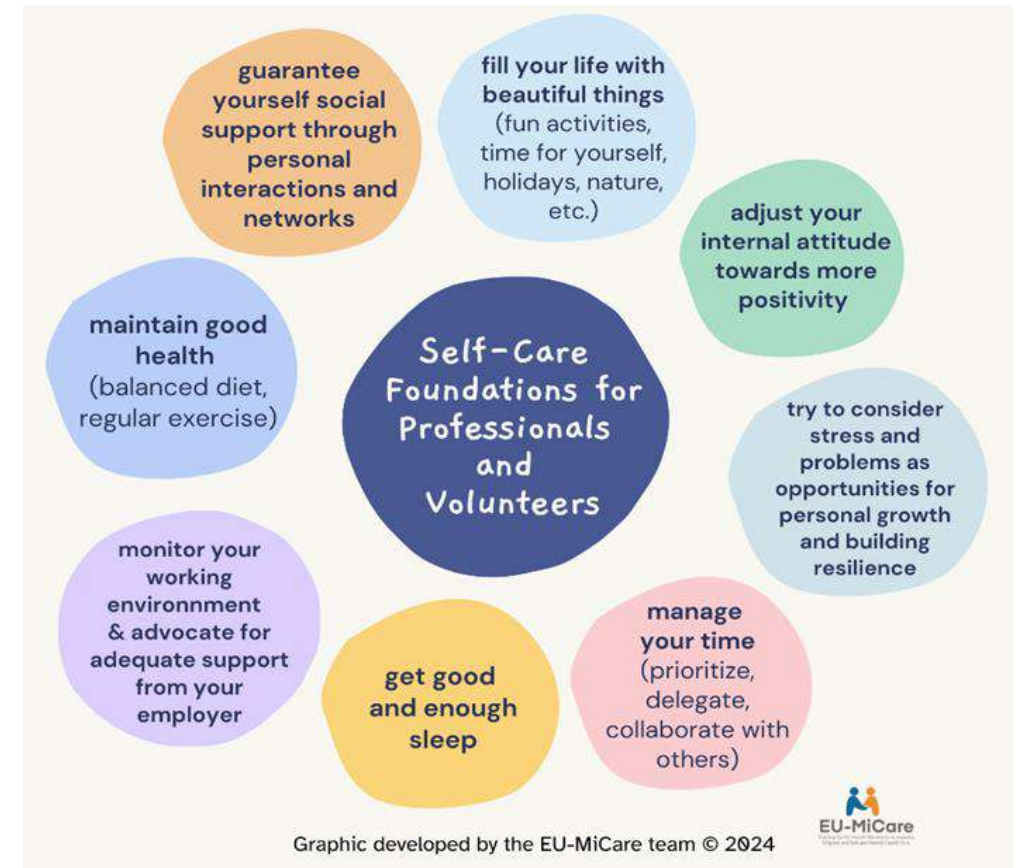 guarantee
yourself social
support through
personal
interactions and
networks
fill your life with
beautiful things
(fun activities,
time for yourself,
holidays, nature,
etc.)
adjust your
internal attitude
towards more
positivity
maintain good
health
(balanced diet,
regular exercise)
Self-Care
Foundations for
Professionals
and
Volunteers
try to consider
stress and
problems as
opportunities for
personal growth
and building
resilience
monitor your
working
environnment
& advocate for
adequate support
from your
employer
get good
and enough
sleep
manage
your time
(prioritize,
delegate,
collaborate with
others)
EU-MiCare
Graphic developed by the EU-MiCare team © 2024